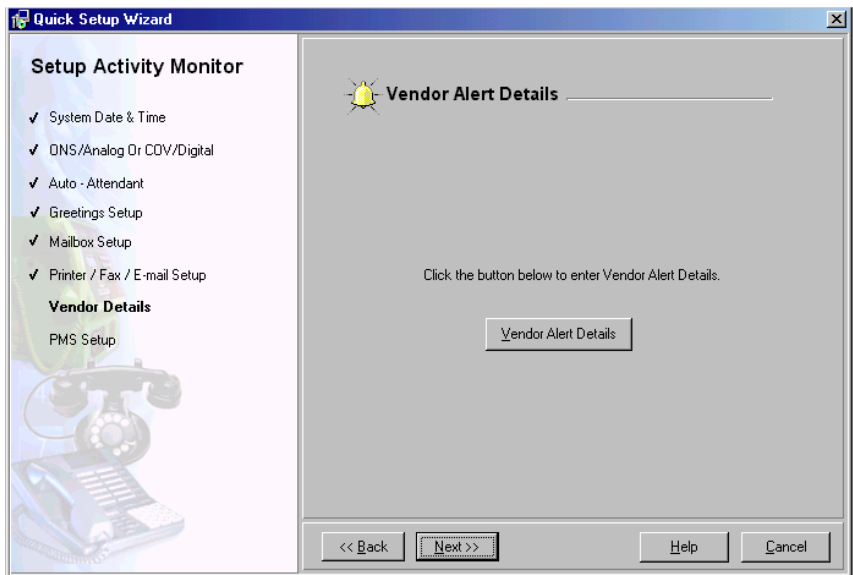 Quick Setup Wizard
Setup Activity Monitor
System Date & Time
ONS/Analog Or COV/Digital
Auto - Attendant
Greetings Setup
Mailbox Setup
Printer / Fax / E-mail Setup
Vendor Details
PMS Setup
Vendor Alert Details
Click the button below to enter Vendor Alert Details.
Vendor Alert Details
<< Back
Next >>
Help
Cancel